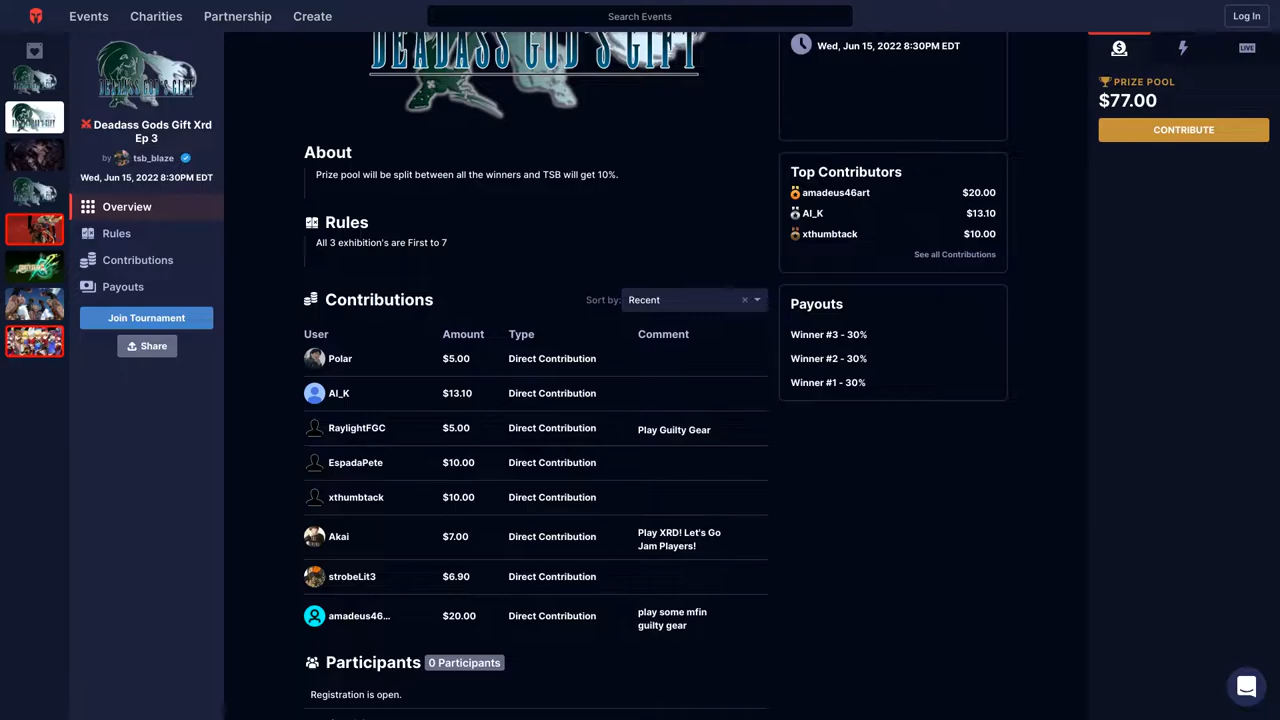 Events
Charities
Partnership
Create
Search Events
Log In
DEADASS GOD'S GIFT
Deadass Gods Gift Xrd
Ep 3
by tsb_blaze
Wed, Jun 15, 2022 8:30PM EDT
Overview
Rules
Contributions
Payouts
Join Tournament
Share
About
Prize pool will be split between all the winners and TSB will get 10%.
Rules
All 3 exhibition's are First to 7
Contributions
Sort by: Recent
User Amount Type Comment
Polar $5.00 Direct Contribution
AI_K $13.10 Direct Contribution
RaylightFGC $5.00 Direct Contribution Play Guilty Gear
EspadaPete $10.00 Direct Contribution
xthumbtack $10.00 Direct Contribution
Akai $7.00 Direct Contribution Play XRD! Let's Go
Jam Players!
strobeLit3 $6.90 Direct Contribution
amadeus46... $20.00 Direct Contribution play some mfin
guilty gear
Participants 0 Participants
Registration is open.
Wed, Jun 15, 2022 8:30PM EDT
Top Contributors
amadeus46art $20.00
AI_K $13.10
xthumbtack $10.00
See all Contributions
Payouts
Winner #3 - 30%
Winner #2 - 30%
Winner #1 - 30%
LIVE
PRIZE POOL
$77.00
CONTRIBUTE